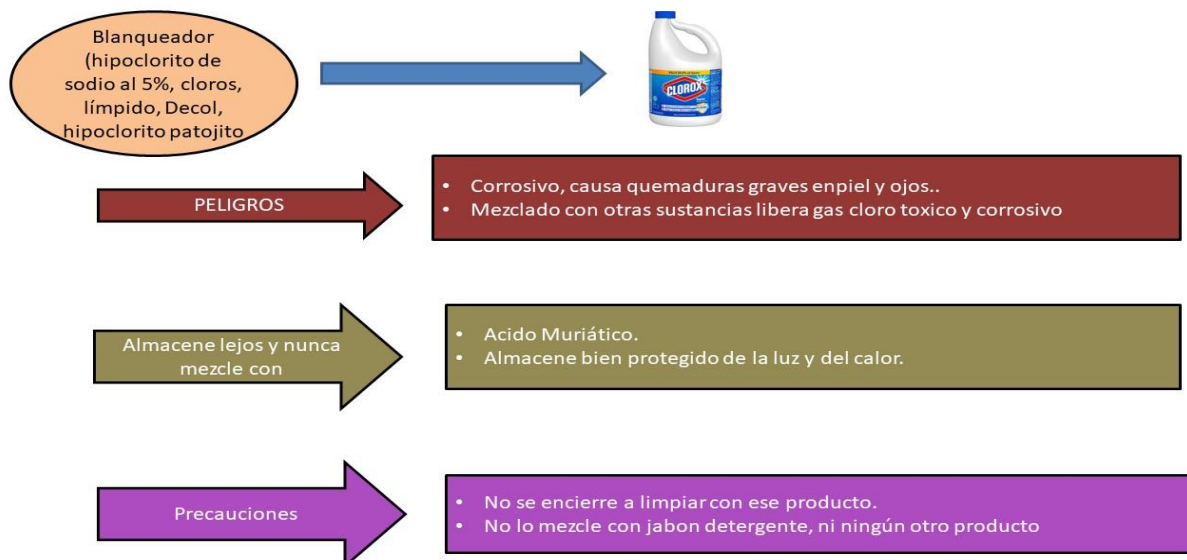 Blanqueador
(hipoclorito de
sodio al 5%, cloros,
límpido, Decol,
hipoclorito patojito
CLOROX
PELIGROS
• Corrosivo, causa quemaduras graves enpiel y ojos..
• Mezclado con otras sustancias libera gas cloro toxico y corrosivo
Almacene lejos y nunca
mezcle con
• Acido Muriático.
• Almacene bien protegido de la luz y del calor.
Precauciones
• No se encierre a limpiar con ese producto.
• No lo mezcle con jabon detergente, ni ningún otro producto